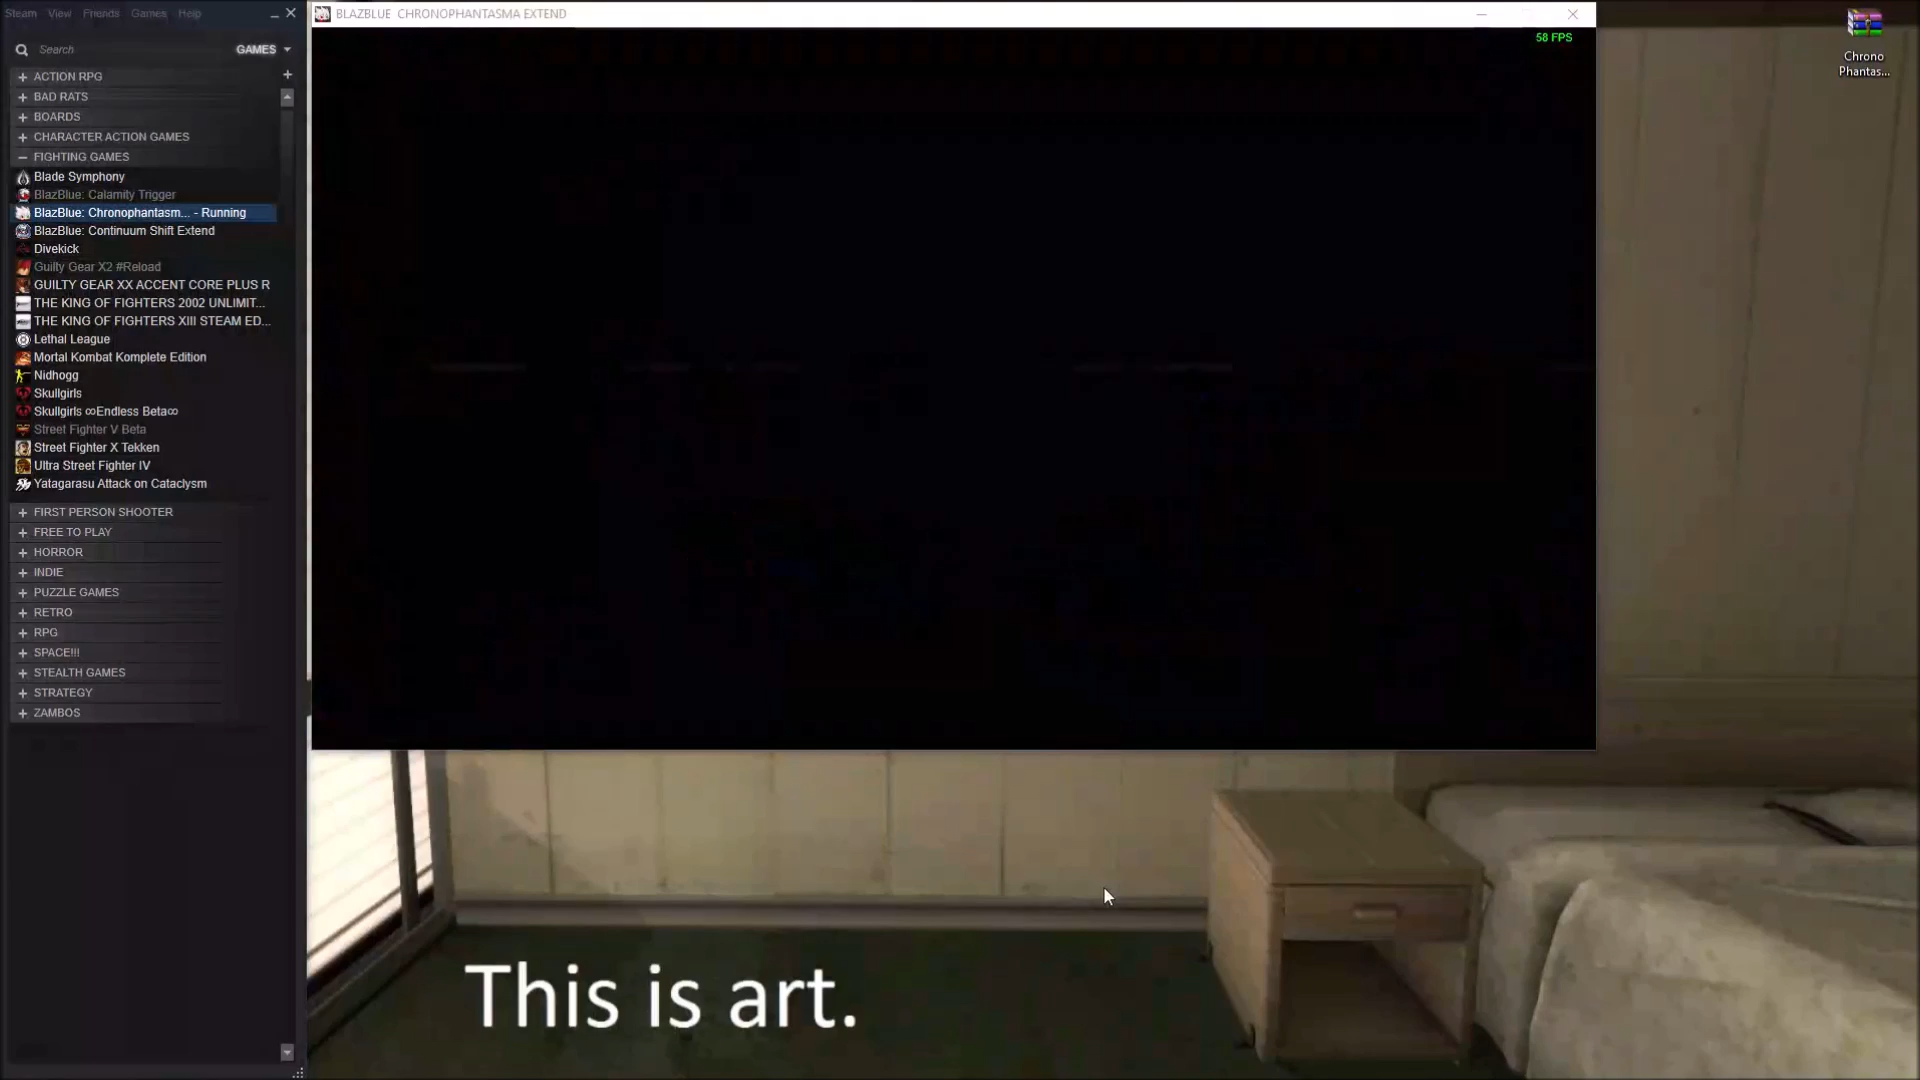 Steam View Friends Games Help
Search GAMES
ACTION RPG
BAD RATS
BOARDS
CHARACTER ACTION GAMES
FIGHTING GAMES
Blade Symphony
BlazBlue: Calamity Trigger
BlazBlue: Chronophantasm... - Running
BlazBlue: Continuum Shift Extend
Divekick
Guilty Gear X2 #Reload
GUILTY GEAR XX ACCENT CORE PLUS R
THE KING OF FIGHTERS 2002 UNLIMIT...
THE KING OF FIGHTERS XIII STEAM ED...
Lethal League
Mortal Kombat Komplete Edition
Nidhogg
Skullgirls
Skullgirls ∞Endless Beta∞
Street Fighter V Beta
Street Fighter X Tekken
Ultra Street Fighter IV
Yatagarasu Attack on Cataclysm
FIRST PERSON SHOOTER
FREE TO PLAY
HORROR
INDIE
PUZZLE GAMES
RETRO
RPG
SPACE!!!
STEALTH GAMES
STRATEGY
ZAMBOS
BLAZBLUE CHRONOPHANTASMA EXTEND
58 FPS
Chrono
Phantas...
This is art.